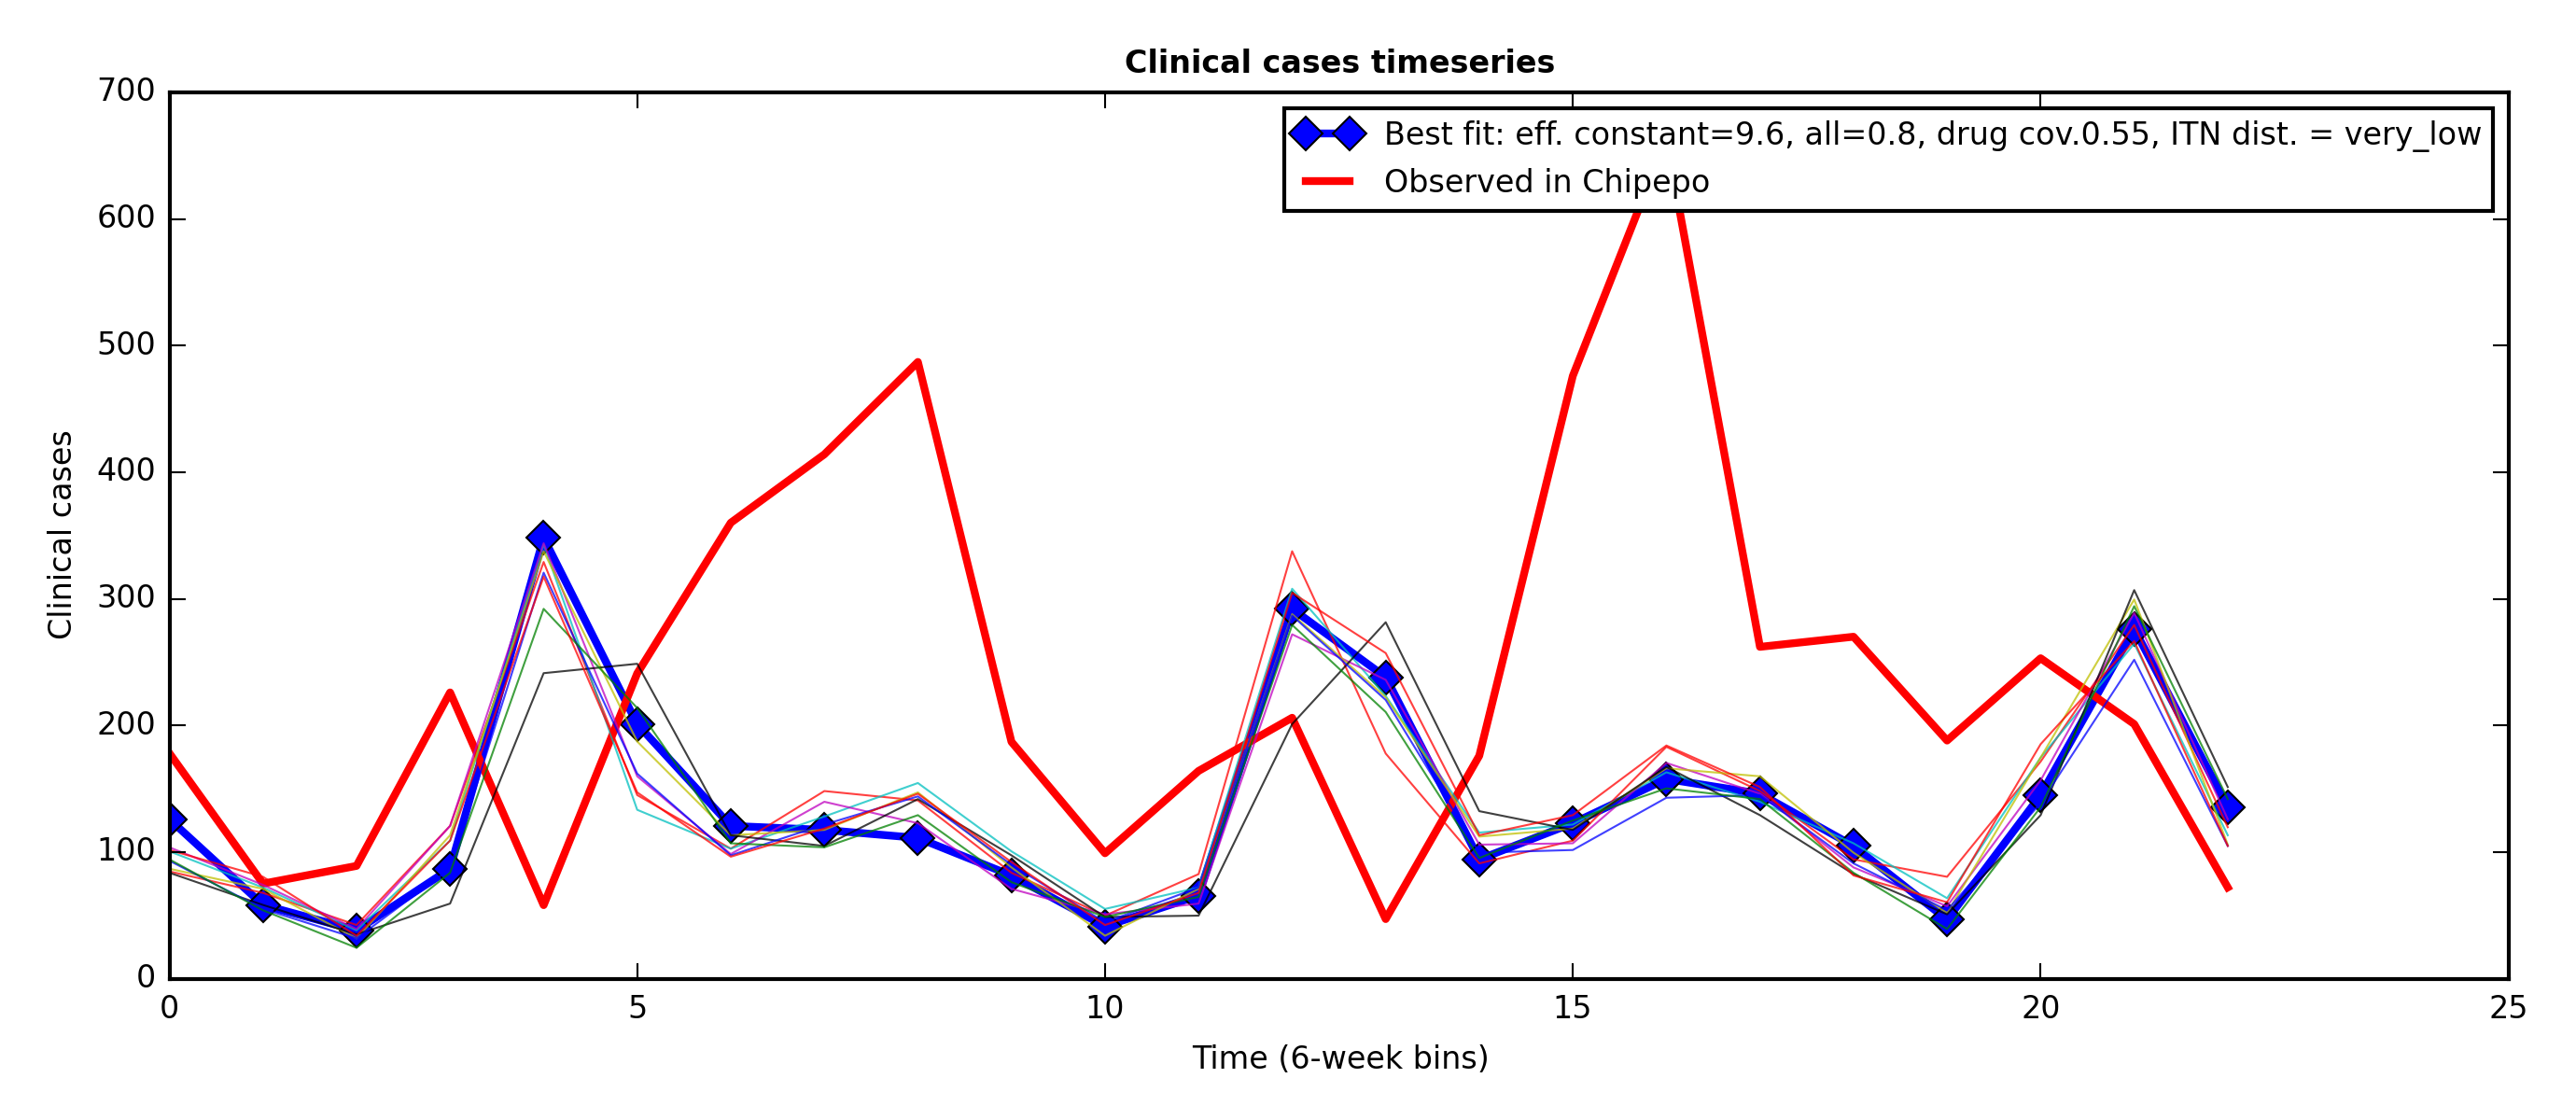 Clinical cases timeseries
700
600
500
400
300
200
100
0
Clinical cases
Best fit: eff. constant=9.6, all=0.8, drug cov.0.55, ITN dist. = very_low
Observed in Chipepo
0 5 10 15 20 25
Time (6-week bins)